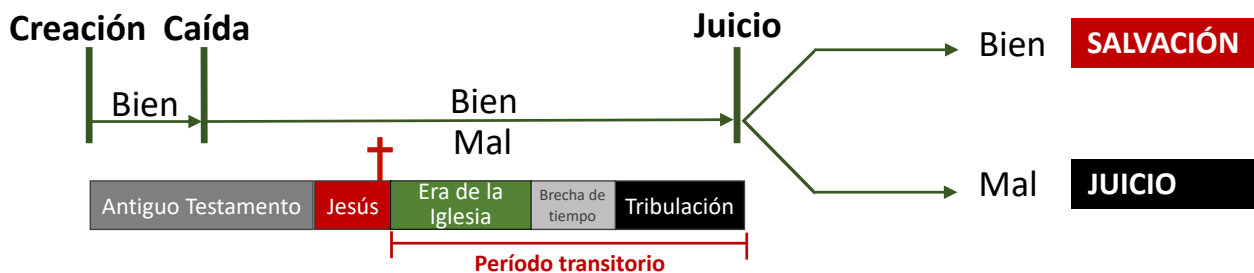 Creación Caída Juicio
Bien SALVACIÓN
Bien Bien
Mal
Antiguo Testamento Jesús Era de la Iglesia Brecha de tiempo Tribulación
Mal JUICIO
Período transitorio